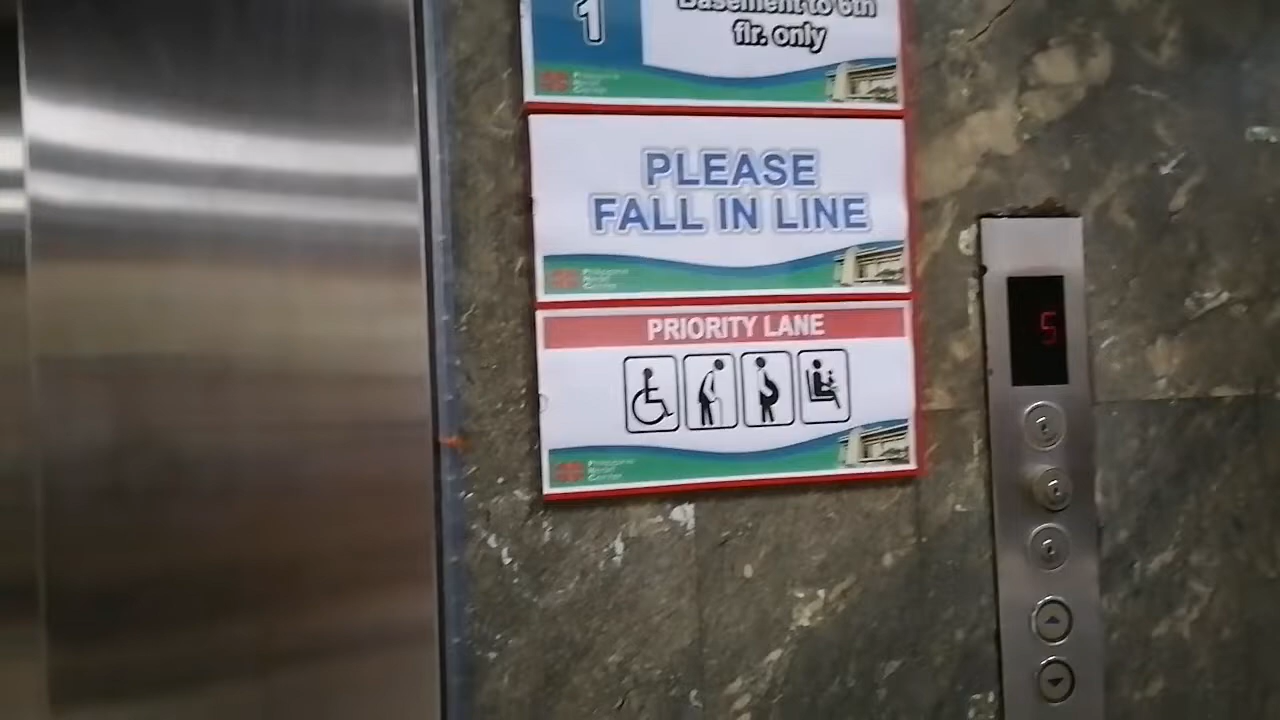 1
Basement to 6th
flr. only
PLEASE
FALL IN LINE
PRIORITY LANE
5